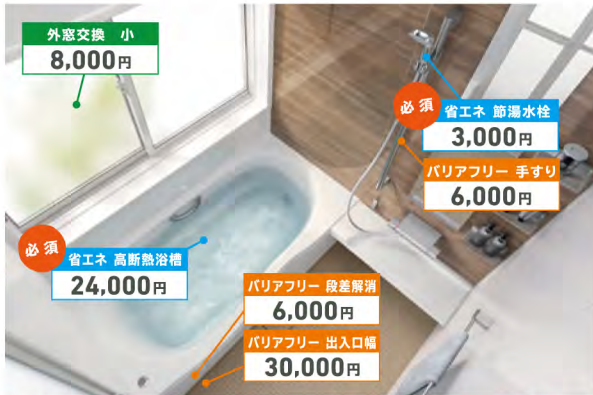 外窓交換 小
8,000円
必須
省エネ 節湯水栓
3,000円
バリアフリー 手すり
6,000円
必須
省エネ 高断熱浴槽
24,000円
バリアフリー 段差解消
6,000円
バリアフリー 出入口幅
30,000円